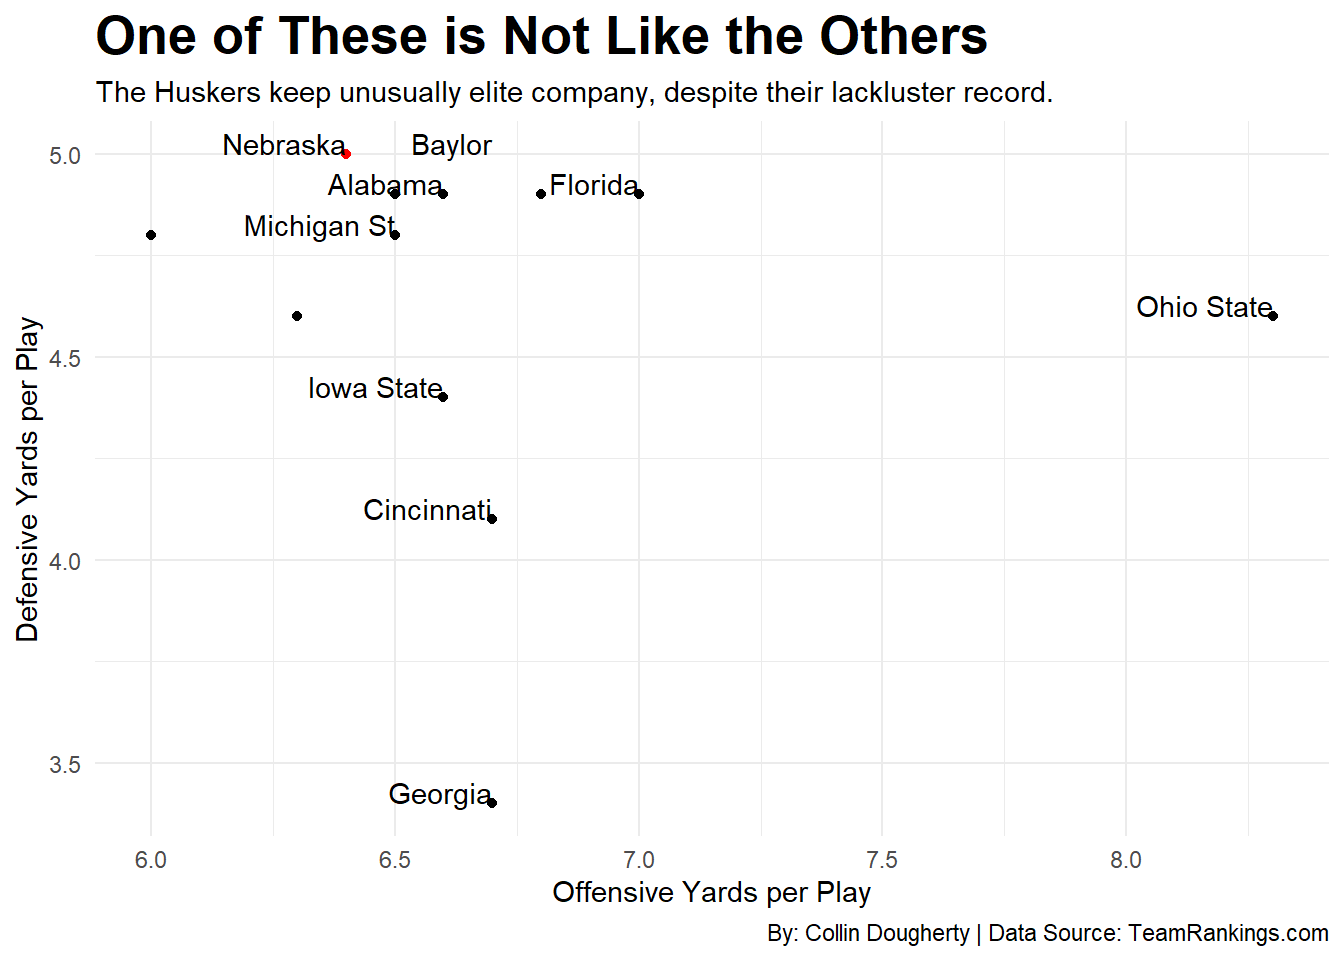 One of These is Not Like the Others
The Huskers keep unusually elite company, despite their lackluster record.
Nebraska
Baylor
5.0
Alabama
Florida
Michigan St
Ohio State
4.5
Iowa State
Cincinnati
4.0
3.5
Georgia
Defensive Yards per Play
6.0
6.5
7.0
7.5
8.0
Offensive Yards per Play
By: Collin Dougherty | Data Source: TeamRankings.com